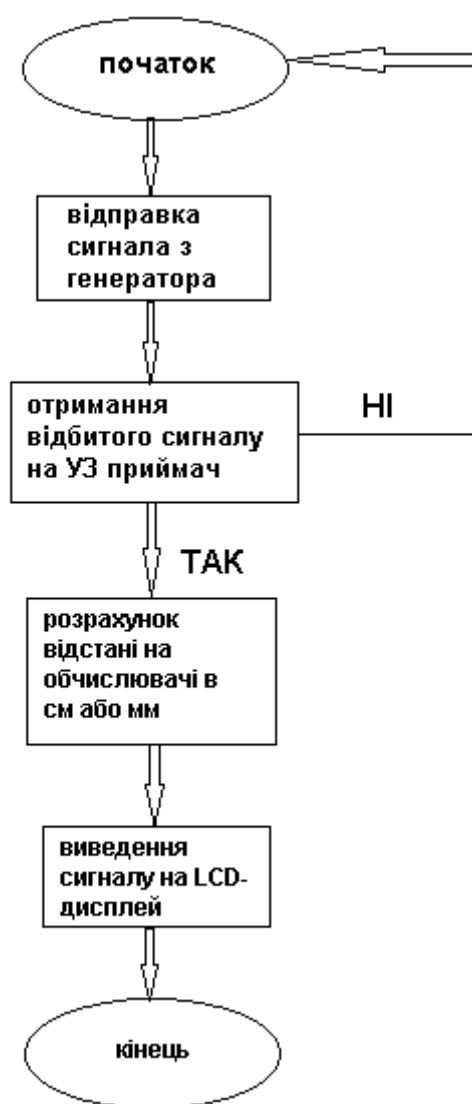 початок
відправка
сигнала з
генератора
отримання
відбитого сигналу
на УЗ приймач
НІ
ТАК
розрахунок
відстані на
обчислювачі в
см або мм
виведення
сигналу на LCD-
дисплей
кінець